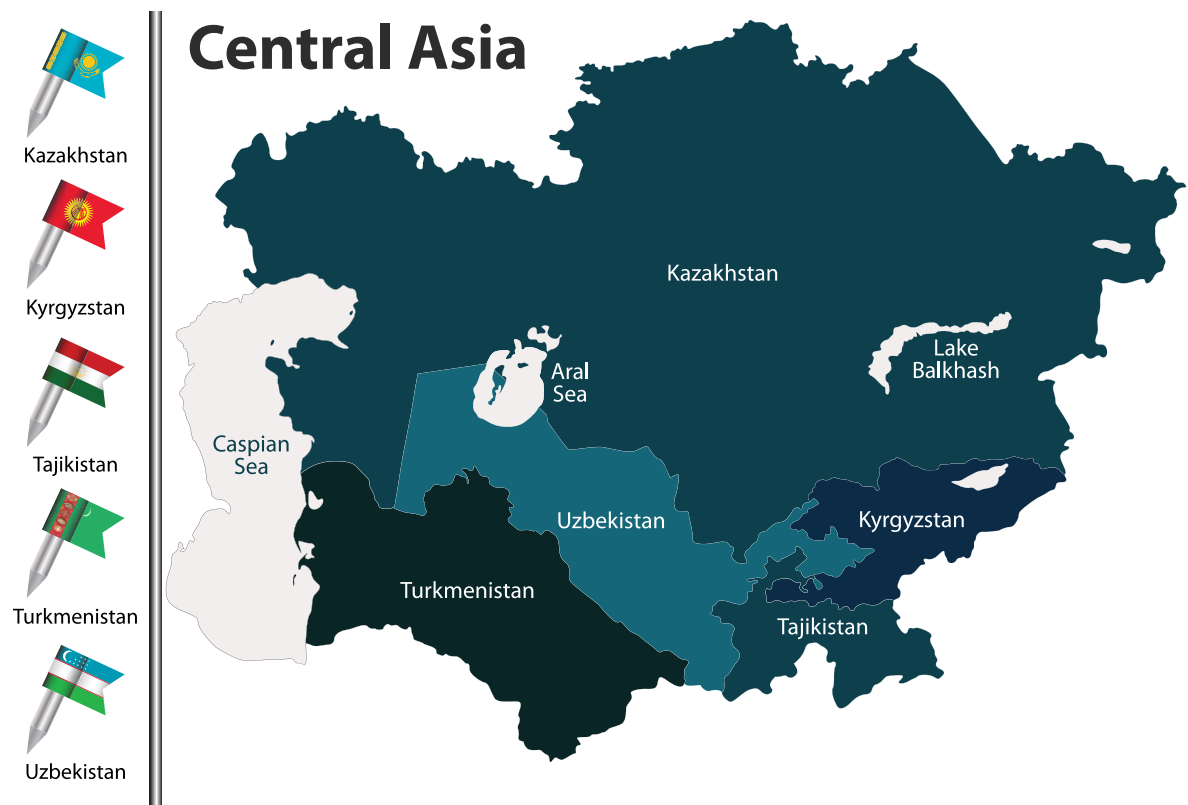 Central Asia
Kazakhstan
Kyrgyzstan
Tajikistan
Turkmenistan
Uzbekistan
Kazakhstan
Lake
Balkhash
Aral
Sea
Caspian
Sea
Uzbekistan
Kyrgyzstan
Turkmenistan
Tajikistan